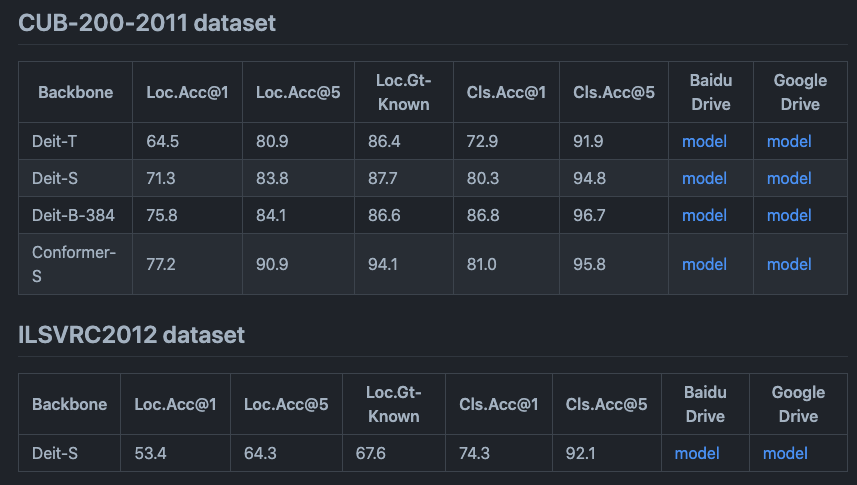 CUB-200-2011 dataset
Backbone Loc.Acc@1 Loc.Acc@5 Loc.Gt-Known Cls.Acc@1 Cls.Acc@5 Baidu Drive Google Drive
Deit-T 64.5 80.9 86.4 72.9 91.9 model model
Deit-S 71.3 83.8 87.7 80.3 94.8 model model
Deit-B-384 75.8 84.1 86.6 86.8 96.7 model model
Conformer-S 77.2 90.9 94.1 81.0 95.8 model model
ILSVRC2012 dataset
Backbone Loc.Acc@1 Loc.Acc@5 Loc.Gt-Known Cls.Acc@1 Cls.Acc@5 Baidu Drive Google Drive
Deit-S 53.4 64.3 67.6 74.3 92.1 model model